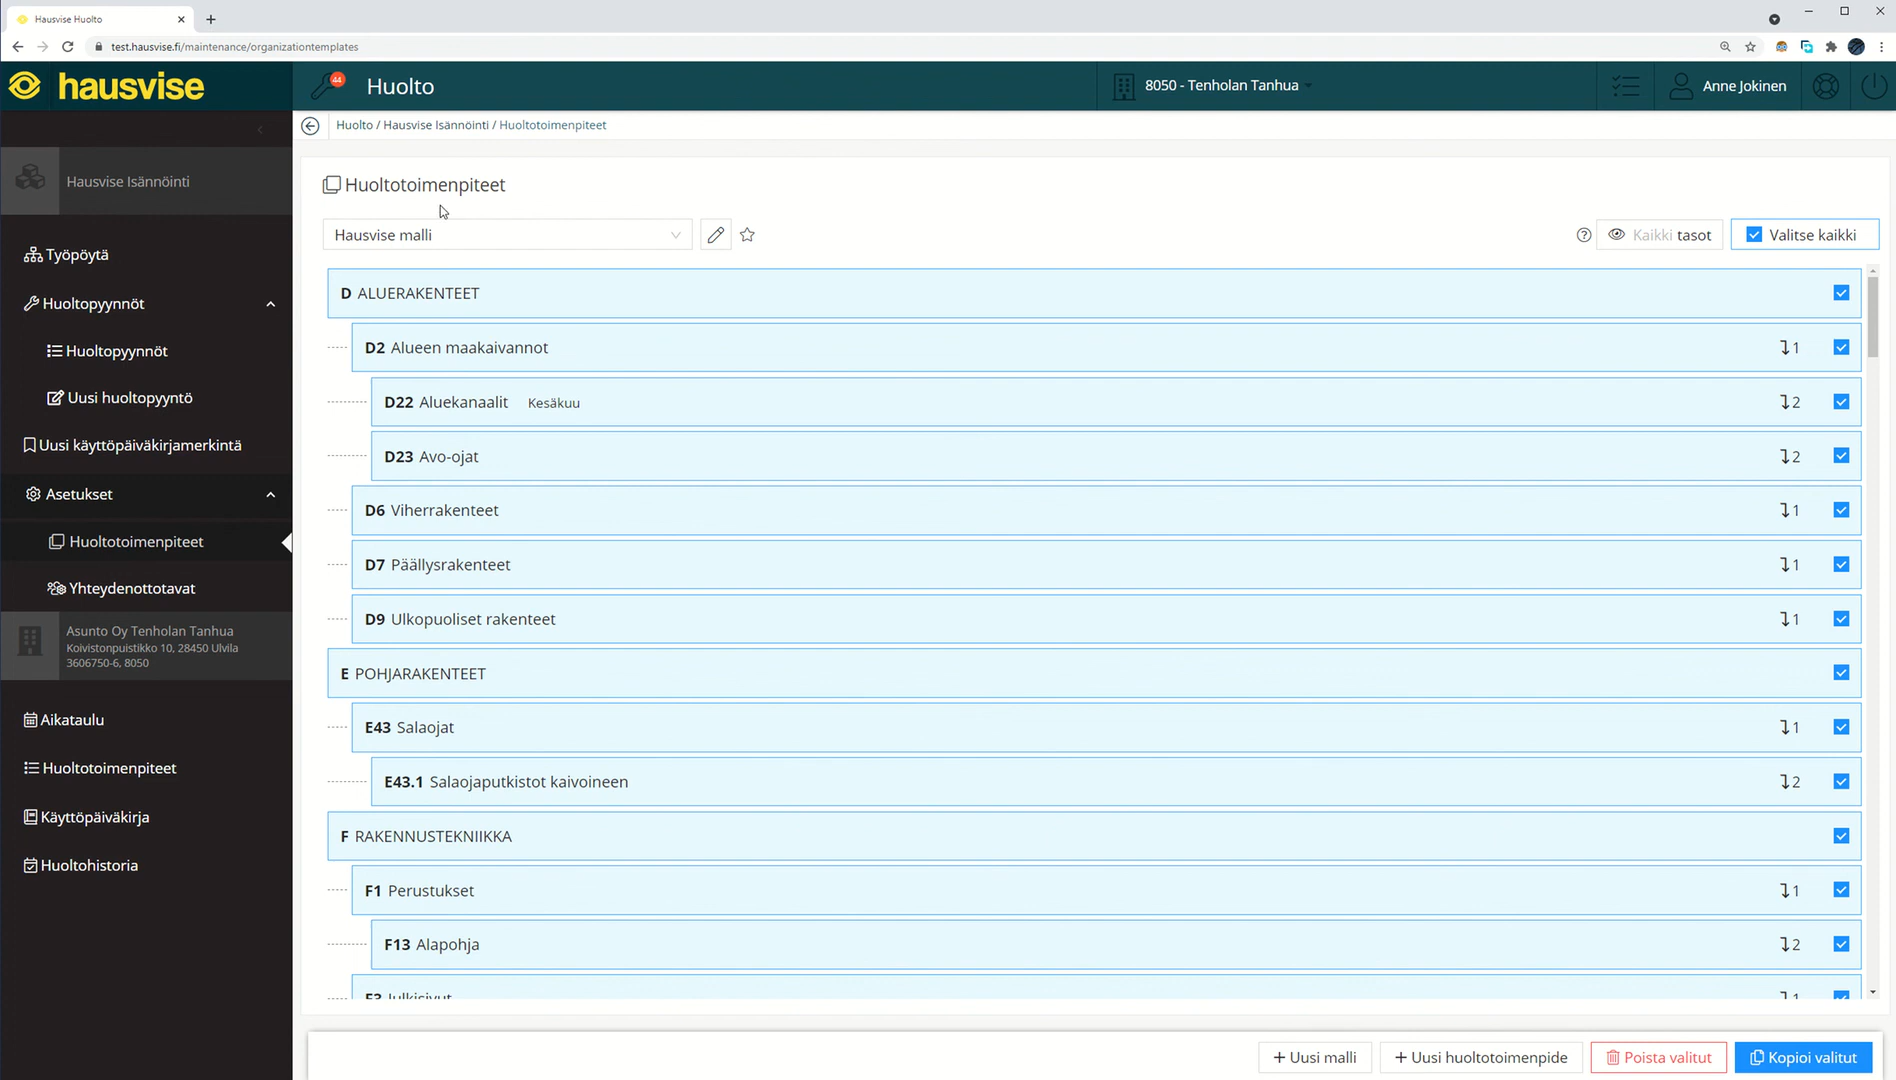 Hausvise Huolto
test.hausvise.fi/maintenance/organizationtemplates
hausvise
44
Huolto
8050 - Tenholan Tanhua
Anne Jokinen
Huolto / Hausvise Isännöinti / Huoltotoimenpiteet
Hausvise Isännöinti
Työpöytä
Huoltopyynnöt
Huoltopyynnöt
Uusi huoltopyyntö
Uusi käyttöpäiväkirjamerkintä
Asetukset
Huoltotoimenpiteet
Yhteydenottotavat
Asunto Oy Tenholan Tanhua
Koivistonpuistikko 10, 28450 Ulvila
3606750-6, 8050
Aikataulu
Huoltotoimenpiteet
Käyttöpäiväkirja
Huoltohistoria
Huoltotoimenpiteet
Hausvise malli
Kaikki tasot
Valitse kaikki
D ALUERAKENTEET
D2 Alueen maakaivannot 1
D22 Aluekanaalit Kesäkuu 2
D23 Avo-ojat 2
D6 Viherrakenteet 1
D7 Päällysrakenteet 1
D9 Ulkopuoliset rakenteet 1
E POHJARAKENTEET
E43 Salaojat 1
E43.1 Salaojaputkistot kaivoineen 2
F RAKENNUSTEKNIIKKA
F1 Perustukset 1
F13 Alapohja 2
F3 Julkisivut 1
+ Uusi malli
+ Uusi huoltotoimenpide
Poista valitut
Kopioi valitut